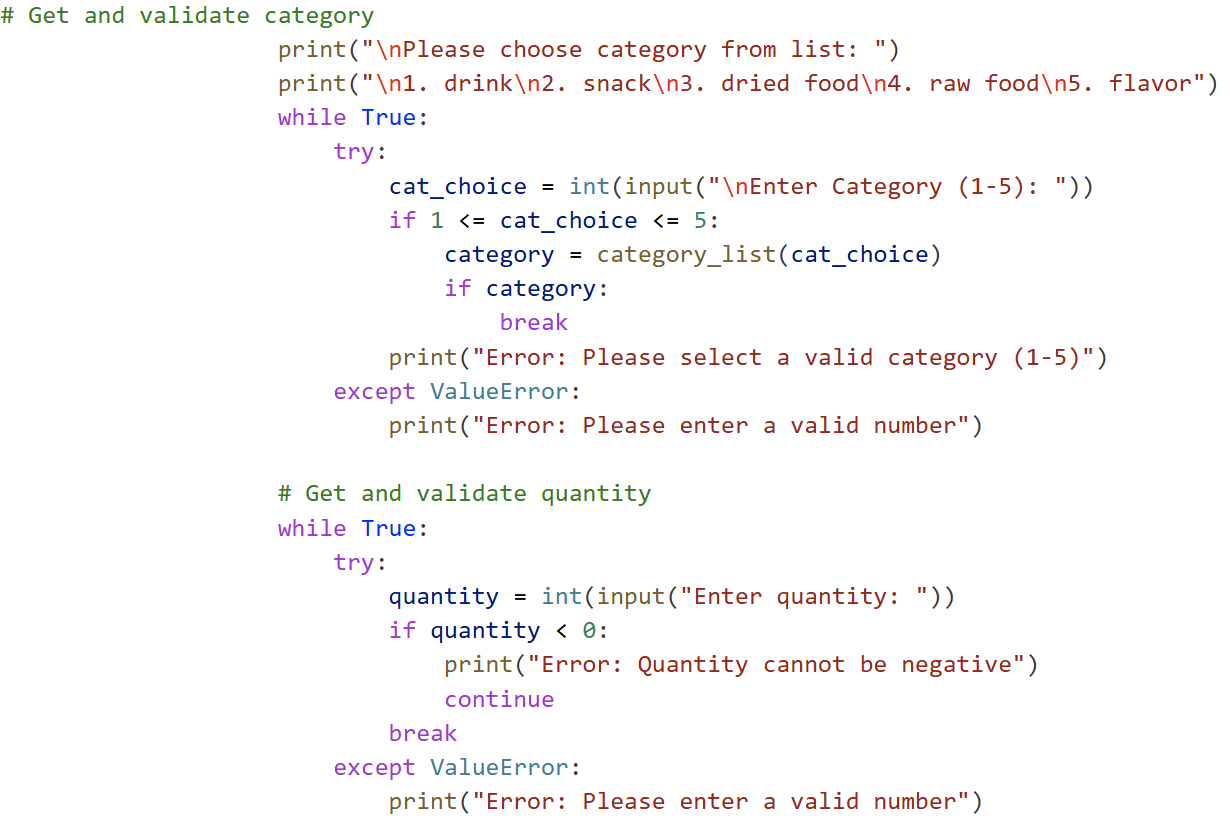 # Get and validate category
                    print("\nPlease choose category from list: ")
                    print("\n1. drink\n2. snack\n3. dried food\n4. raw food\n5. flavor")
                    while True:
                        try:
                            cat_choice = int(input("\nEnter Category (1-5): "))
                            if 1 <= cat_choice <= 5:
                                category = category_list(cat_choice)
                                if category:
                                    break
                            print("Error: Please select a valid category (1-5)")
                        except ValueError:
                            print("Error: Please enter a valid number")

                    # Get and validate quantity
                    while True:
                        try:
                            quantity = int(input("Enter quantity: "))
                            if quantity < 0:
                                print("Error: Quantity cannot be negative")
                                continue
                            break
                        except ValueError:
                            print("Error: Please enter a valid number")